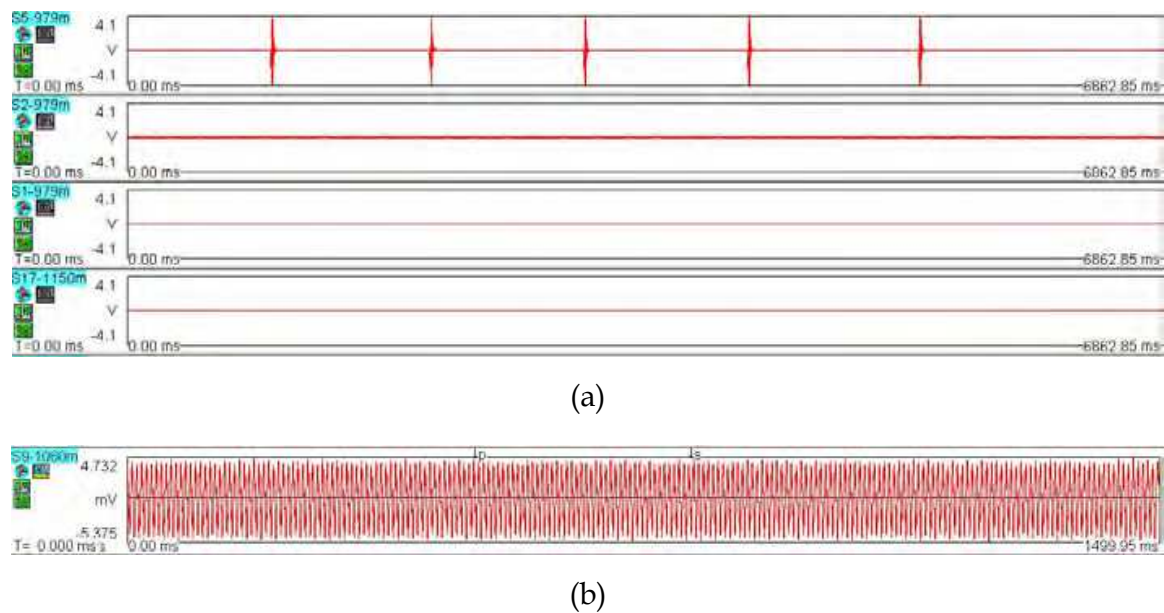 S5-979m
4.1
V
-4.1
T=0.00 ms 0.00 ms 6862.85 ms
S2-979m
4.1
V
-4.1
T=0.00 ms 0.00 ms 6862.85 ms
S1-979m
4.1
V
-4.1
T=0.00 ms 0.00 ms 6862.85 ms
S17-1150m
4.1
V
-4.1
T=0.00 ms 0.00 ms 6862.85 ms
(a)
S9-1060m
4.732
p s
mV
-5.375
T= 0.000 ms s 0.00 ms 1499.95 ms
(b)